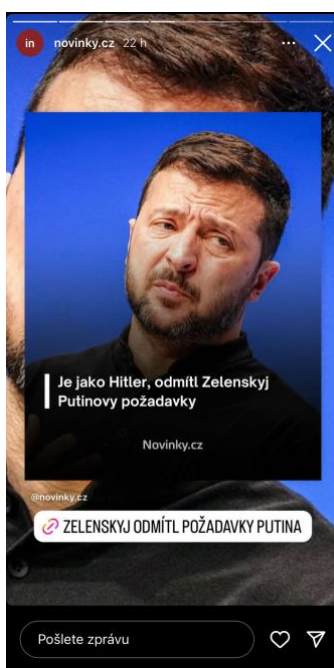 in novinky.cz 22 h
Je jako Hitler, odmítl Zelenskyj
Putinovy požadavky
Novinky.cz
@novinky.cz
ZELENSKYJ ODMÍTL POŽADAVKY PUTINA
Pošlete zprávu